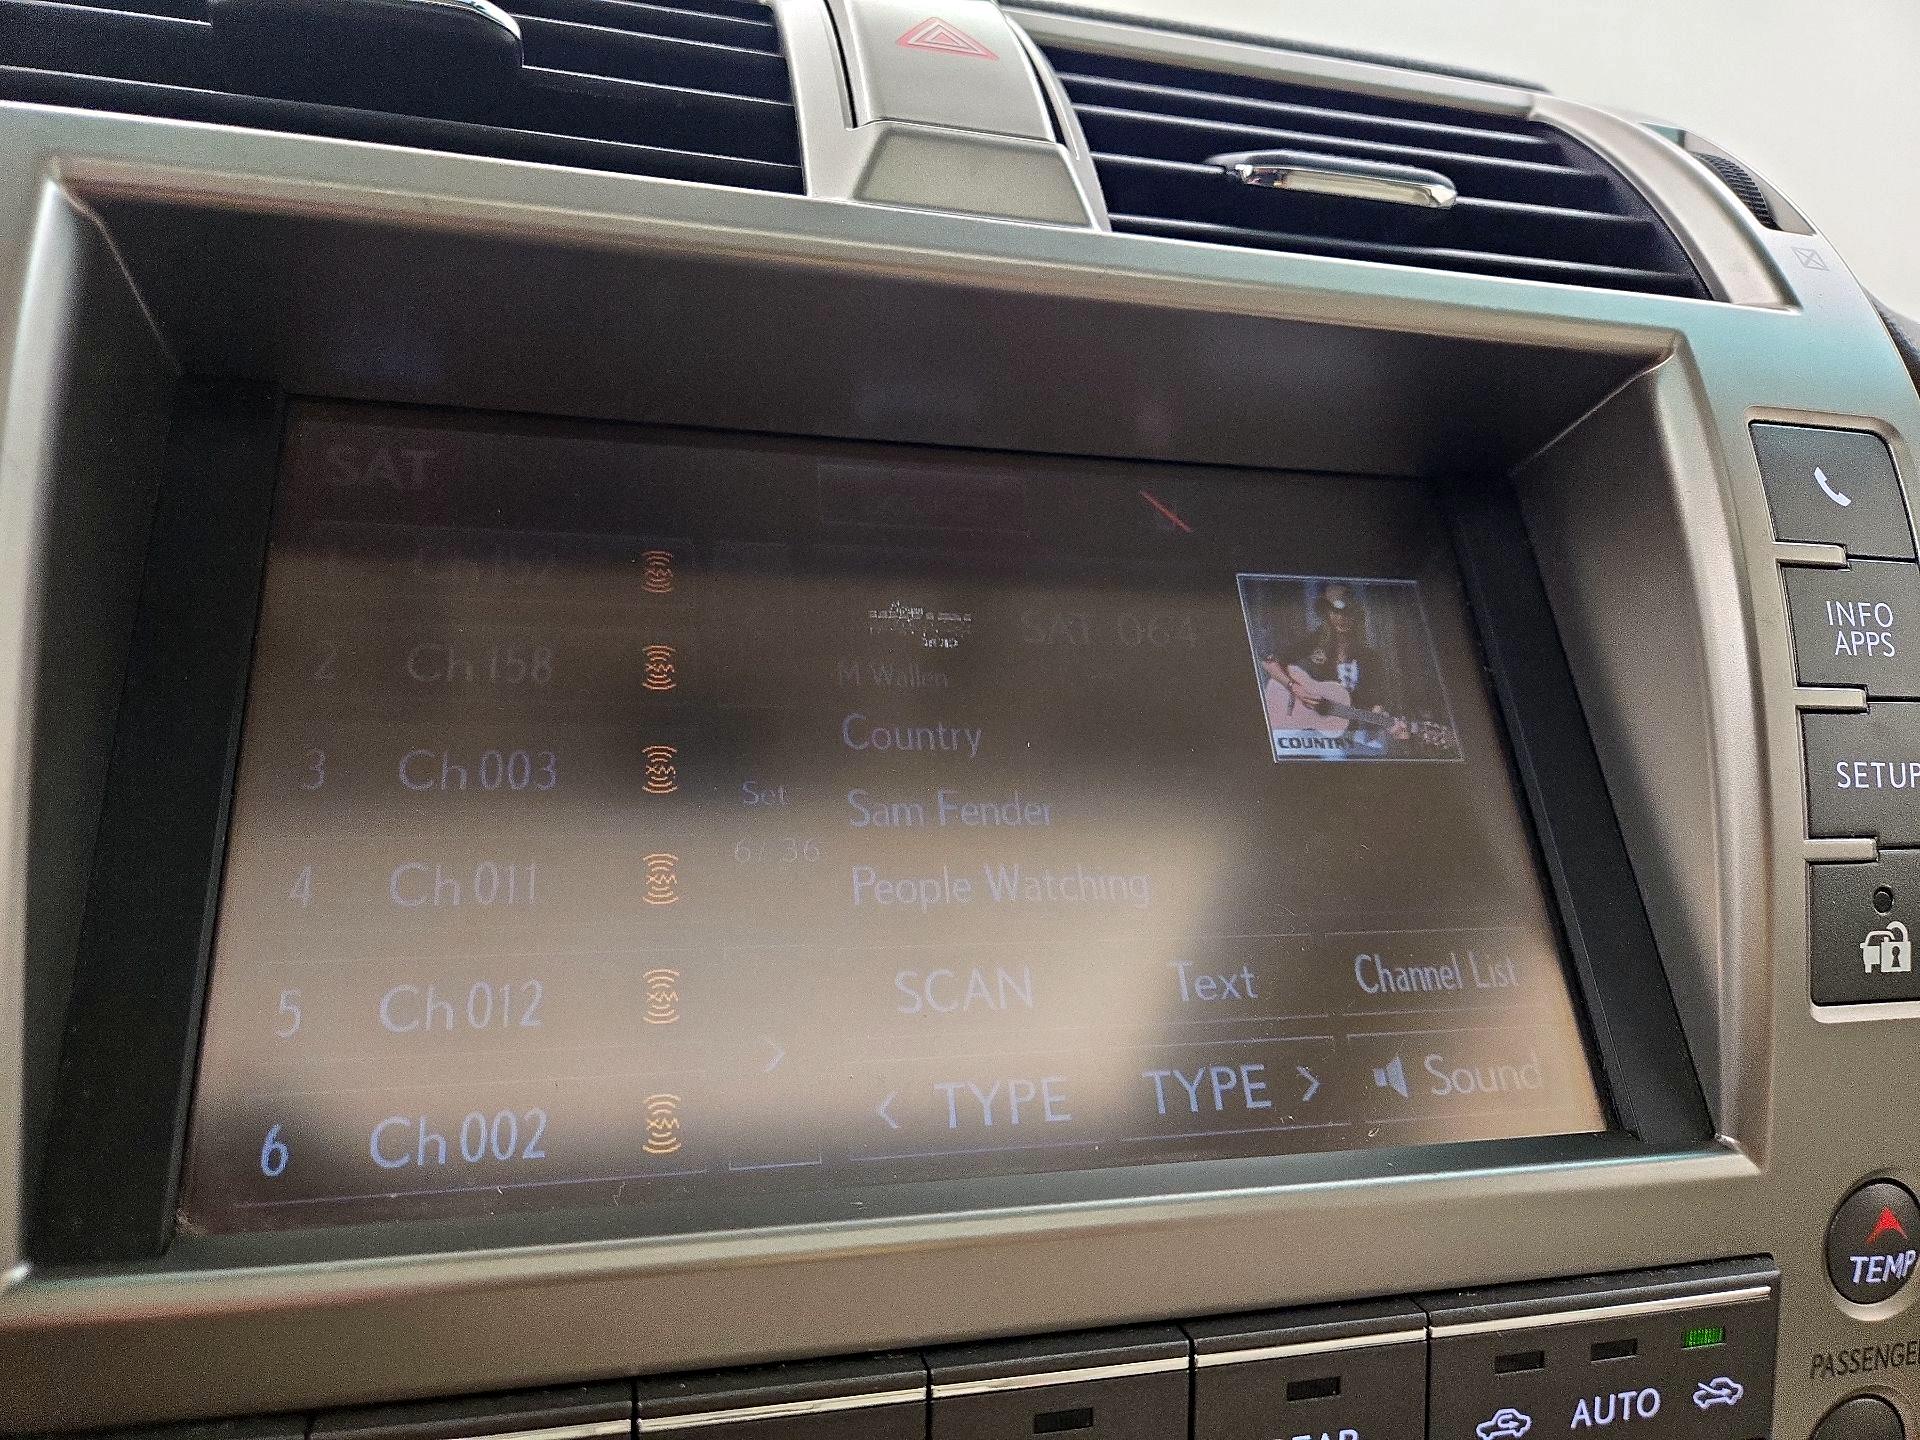 SAT
2 Ch 158
3 Ch 003
4 Ch 011
5 Ch 012
6 Ch 002
Set
6/ 36
SAT
M Wallen
Country
Sam Fender
People Watching
COUNTRY
SCAN
Text
Channel List
< TYPE
TYPE >
Sound
INFO
APPS
SETUP
TEMP
PASSENGE
AUTO